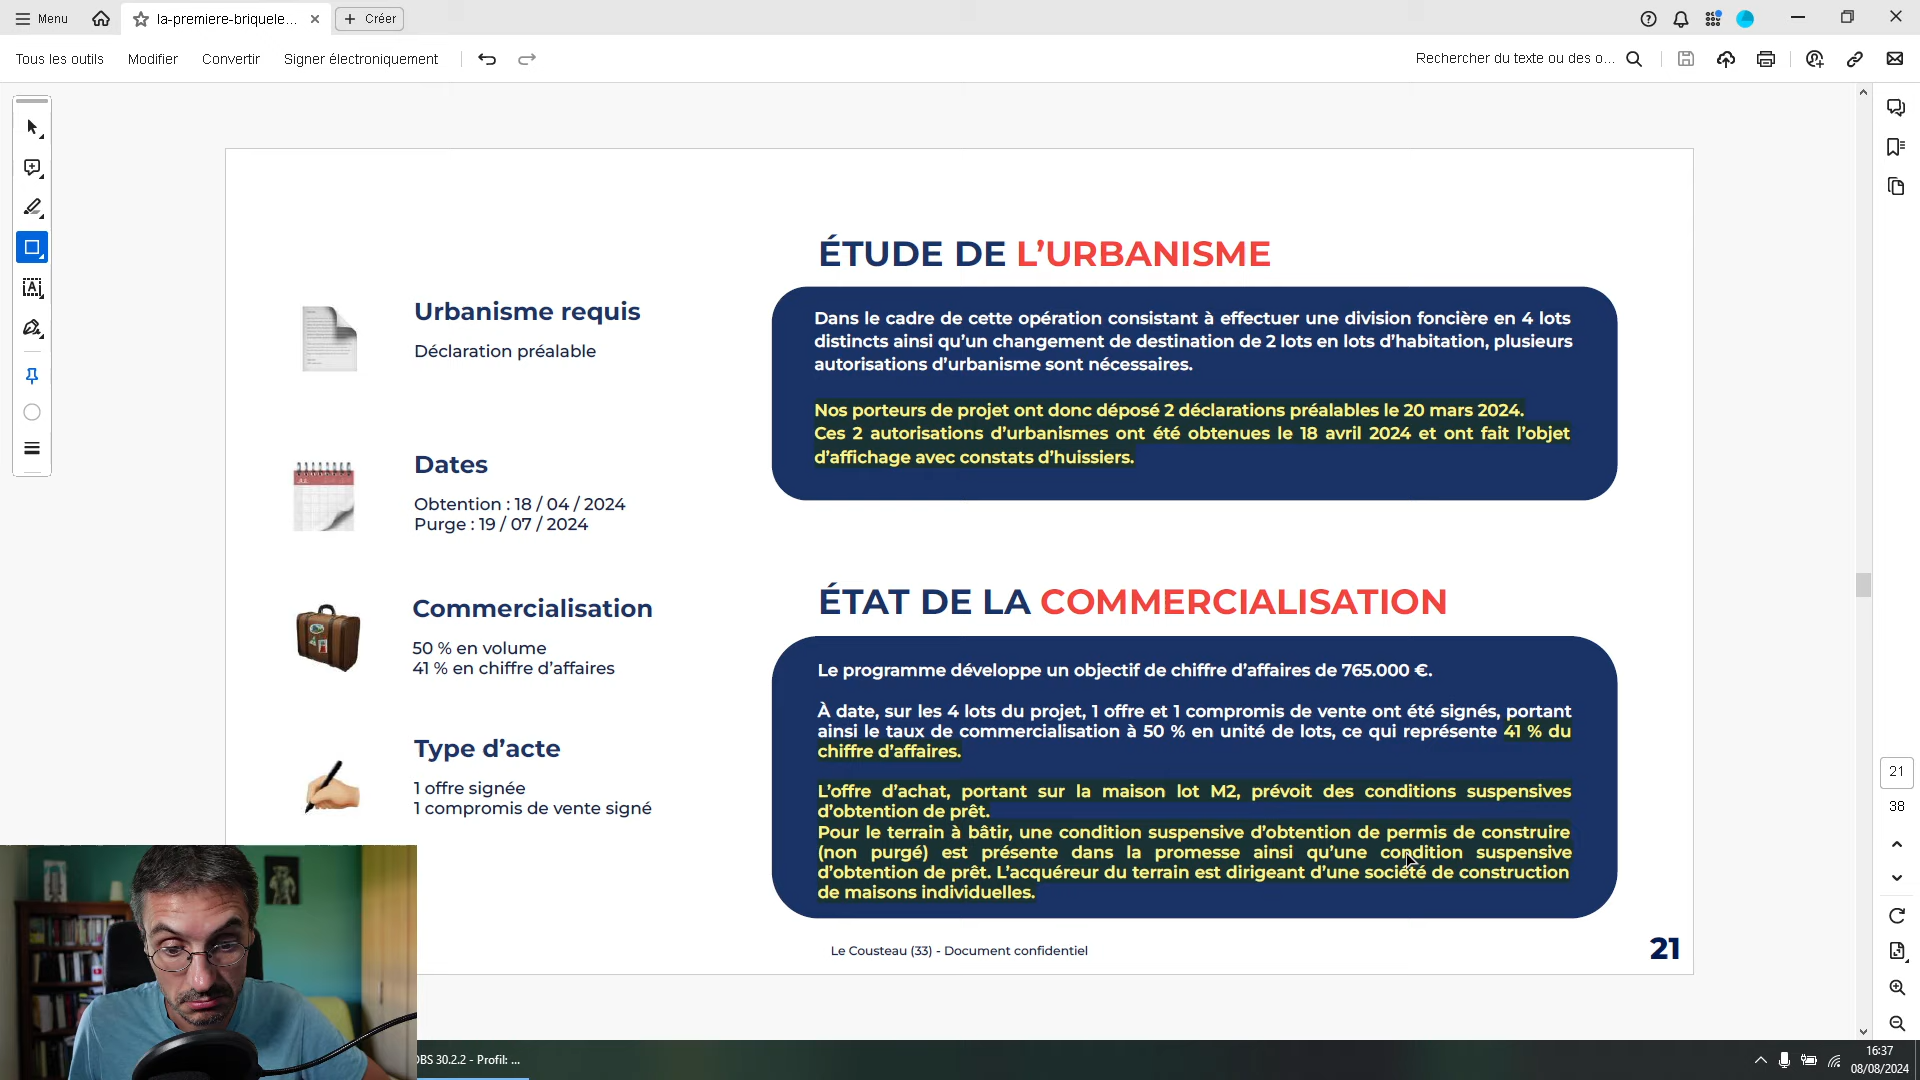 Menu
la-premiere-briquele...
Créer
Tous les outils
Modifier
Convertir
Signer électroniquement
Rechercher du texte ou des o...
ÉTUDE DE L'URBANISME
Urbanisme requis
Déclaration préalable
Dans le cadre de cette opération consistant à effectuer une division foncière en 4 lots
distincts ainsi qu'un changement de destination de 2 lots en lots d'habitation, plusieurs
autorisations d'urbanisme sont nécessaires.
Nos porteurs de projet ont donc déposé 2 déclarations préalables le 20 mars 2024.
Ces 2 autorisations d'urbanismes ont été obtenues le 18 avril 2024 et ont fait l'objet
d'affichage avec constats d'huissiers.
Dates
Obtention : 18 / 04 / 2024
Purge : 19 / 07 / 2024
ÉTAT DE LA COMMERCIALISATION
Commercialisation
50 % en volume
41 % en chiffre d'affaires
Le programme développe un objectif de chiffre d'affaires de 765.000 €.
À date, sur les 4 lots du projet, 1 offre et 1 compromis de vente ont été signés, portant
ainsi le taux de commercialisation à 50 % en unité de lots, ce qui représente 41 % du
chiffre d'affaires.
Type d'acte
1 offre signée
1 compromis de vente signé
L'offre d'achat, portant sur la maison lot M2, prévoit des conditions suspensives
d'obtention de prêt.
Pour le terrain à bâtir, une condition suspensive d'obtention de permis de construire
(non purgé) est présente dans la promesse ainsi qu'une condition suspensive
d'obtention de prêt. L'acquéreur du terrain est dirigeant d'une société de construction
de maisons individuelles.
Le Cousteau (33) - Document confidentiel
21
21
38
OBS 30.2.2 - Profil: ...
16:37
08/08/2024